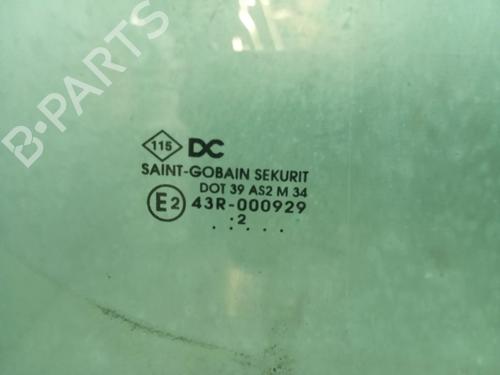 B-PARTS
115 DC
SAINT-GOBAIN SEKURIT
DOT 39 AS2 M 34
E2 43R-000929
.:2
. . . . .